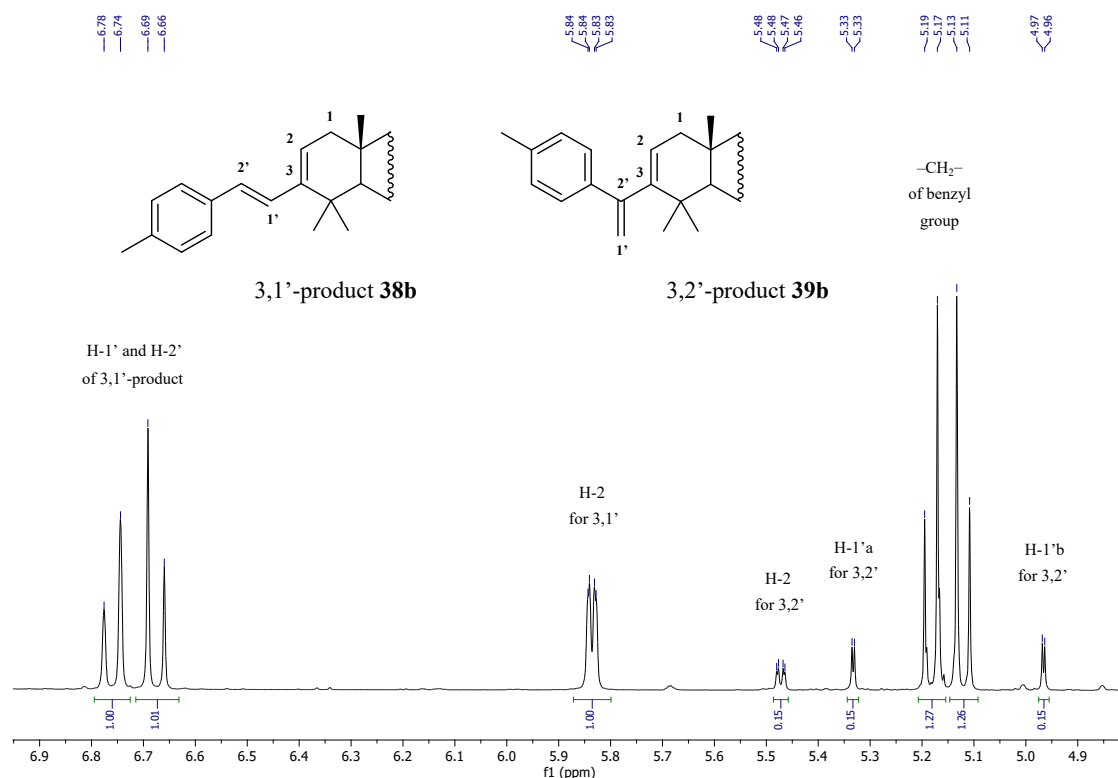 6.78 6.74 6.69 6.66 5.84 5.84 5.83 5.83 5.48 5.48 5.47 5.46 5.33 5.33 5.19 5.17 5.13 5.11 4.97 4.96
1
2
3
2'
1'
3,1'-product 38b
1
2
3
2'
1'
3,2'-product 39b
–CH2–
of benzyl
group
H-1' and H-2'
of 3,1'-product
H-2
for 3,1'
H-2
for 3,2'
H-1'a
for 3,2'
H-1'b
for 3,2'
1.00 1.01 1.00 0.15 0.15 1.27 1.26 0.15
6.9 6.8 6.7 6.6 6.5 6.4 6.3 6.2 6.1 6.0 5.9 5.8 5.7 5.6 5.5 5.4 5.3 5.2 5.1 5.0 4.9
f1 (ppm)